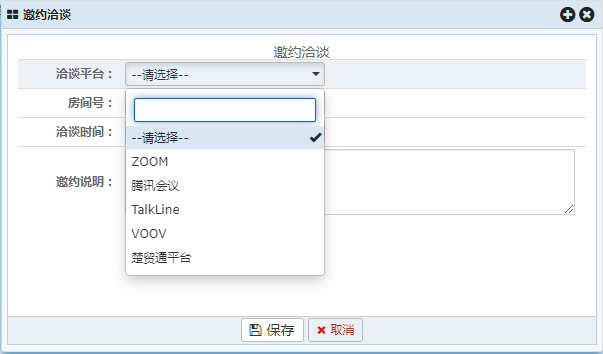 邀约洽谈
邀约洽谈
洽谈平台：
--请选择--
房间号：
洽谈时间：
--请选择--
ZOOM
腾讯会议
邀约说明：
TalkLine
VOOV
楚贸通平台
保存
取消